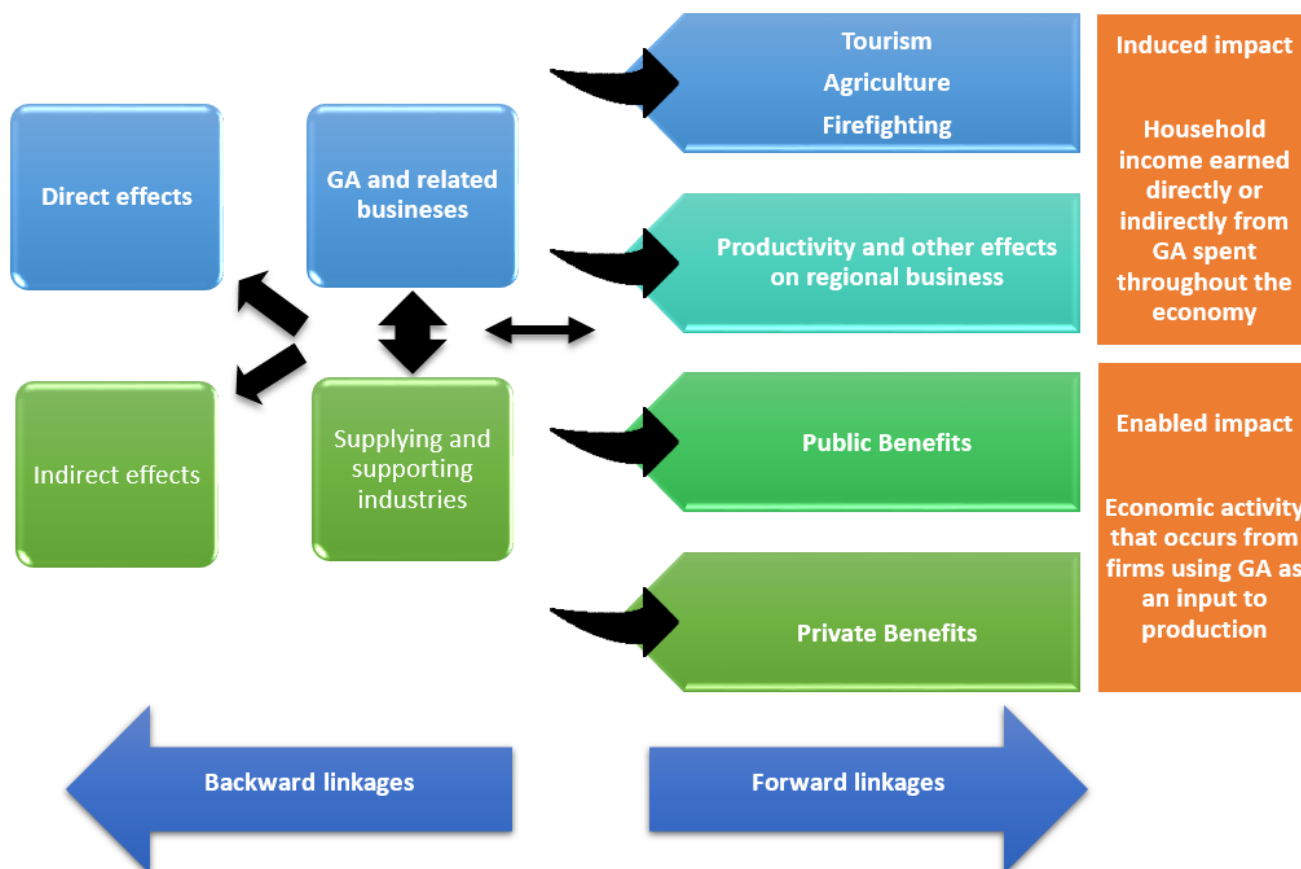 Direct effects
GA and related
busineses
Indirect effects
Supplying and
supporting
industries
Tourism
Agriculture
Firefighting
Productivity and other effects
on regional business
Public Benefits
Private Benefits
Induced impact
Household
income earned
directly or
indirectly from
GA spent
throughout the
economy
Enabled impact
Economic activity
that occurs from
firms using GA as
an input to
production
Backward linkages
Forward linkages